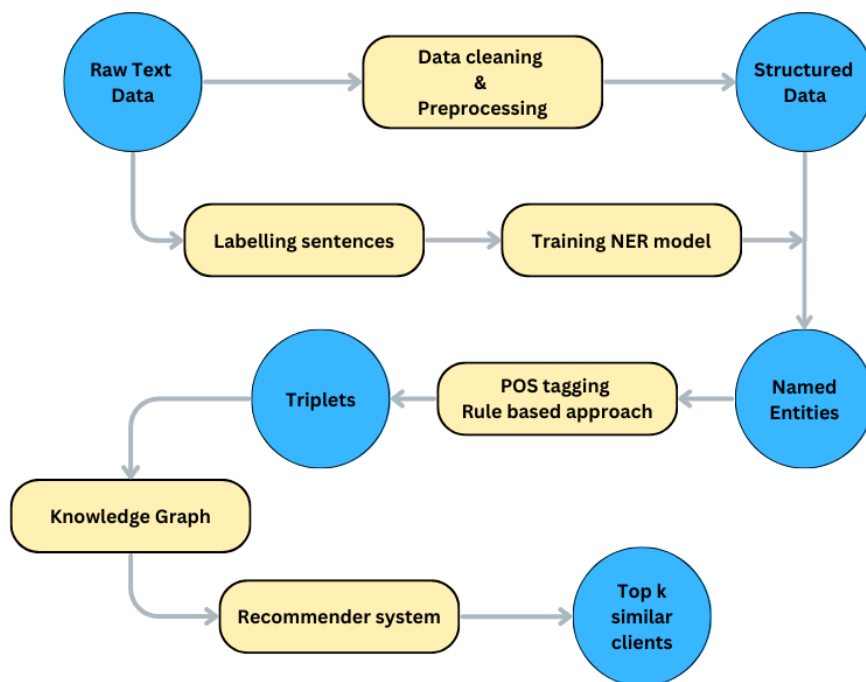 Raw Text
Data
Data cleaning
&
Preprocessing
Structured
Data
Labelling sentences
Training NER model
Named
Entities
POS tagging
Rule based approach
Triplets
Knowledge Graph
Recommender system
Top k
similar
clients